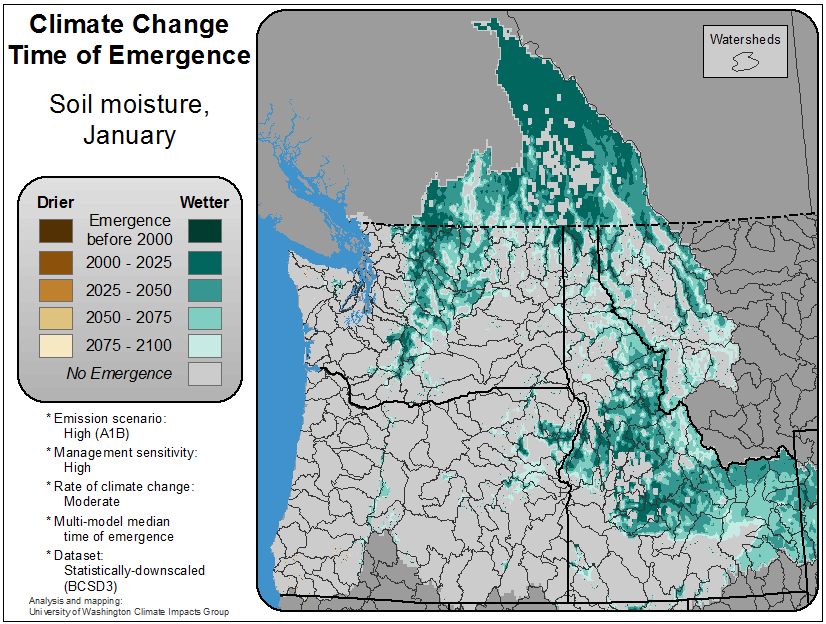 Climate Change
Time of Emergence
Soil moisture,
January
Drier
Wetter
Emergence
before 2000
2000 - 2025
2025 - 2050
2050 - 2075
2075 - 2100
No Emergence
* Emission scenario:
High (A1B)
* Management sensitivity:
High
* Rate of climate change:
Moderate
* Multi-model median
time of emergence
* Dataset:
Statistically-downscaled
(BCSD3)
Analysis and mapping:
University of Washington Climate Impacts Group
Watersheds